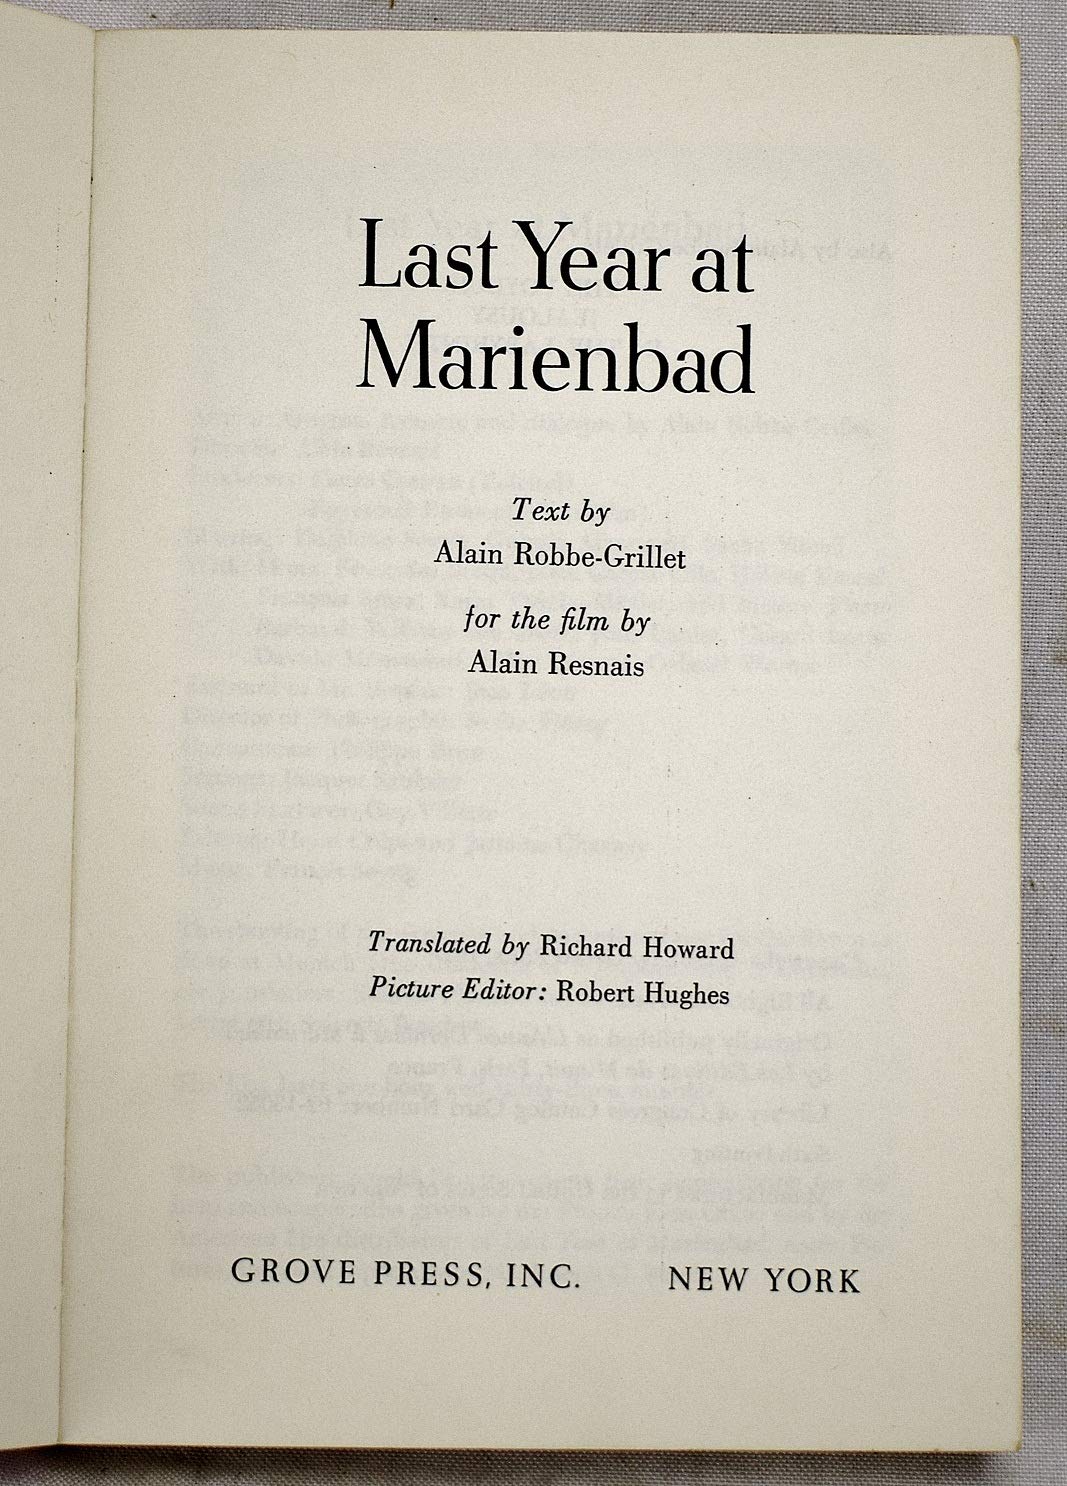 Last Year at
Marienbad
Text by
Alain Robbe-Grillet
for the film by
Alain Resnais
Translated by Richard Howard
Picture Editor: Robert Hughes
GROVE PRESS, INC. NEW YORK